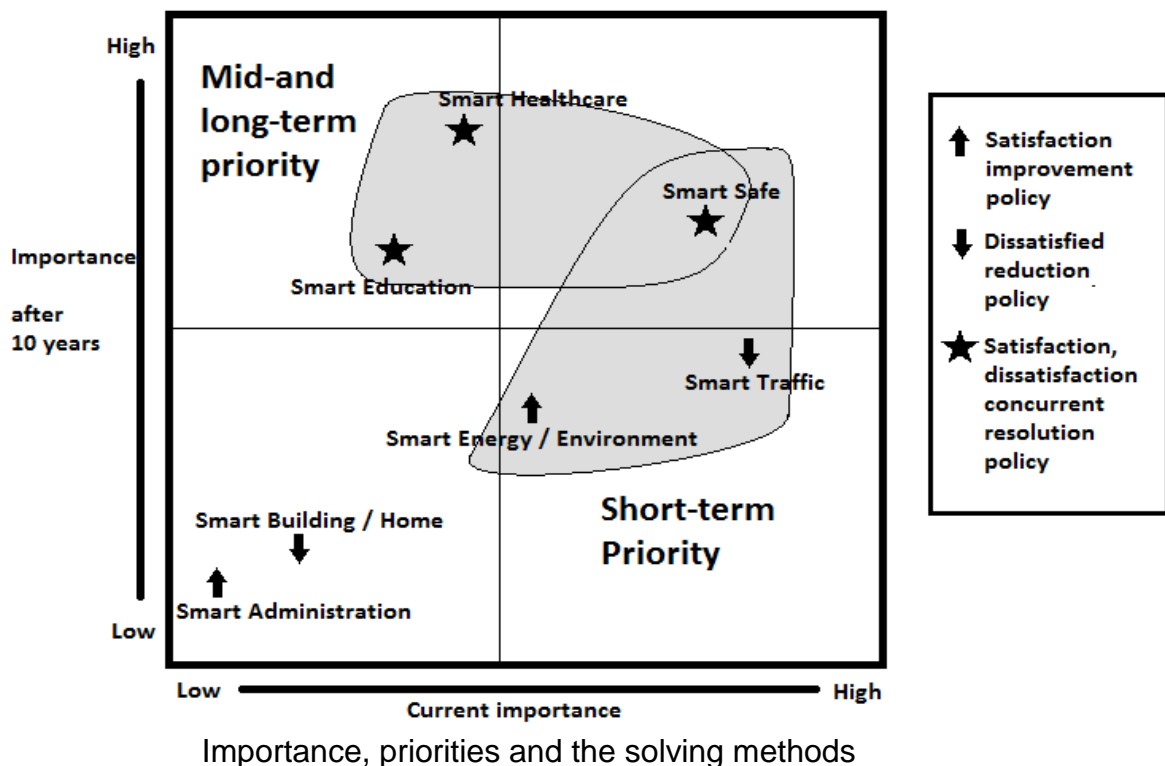 High
Importance
after
10 years
Low
Mid-and
long-term
priority
Smart Healthcare
Smart Safe
Smart Education
Smart Traffic
Smart Energy / Environment
Smart Building / Home
Smart Administration
Short-term
Priority
Low
High
Current importance
Satisfaction
improvement
policy
Dissatisfied
reduction
policy
Satisfaction,
dissatisfaction
concurrent
resolution
policy
Importance, priorities and the solving methods